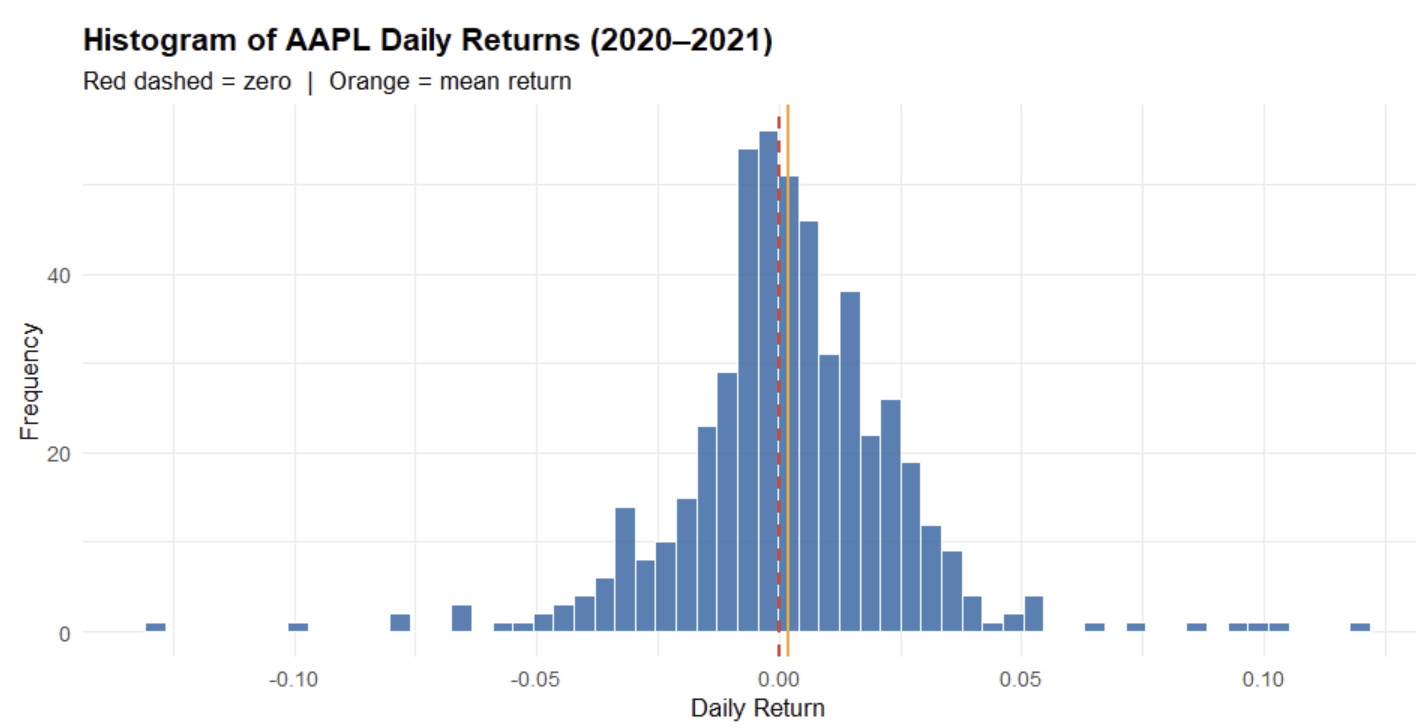 Histogram of AAPL Daily Returns (2020–2021)
Red dashed = zero | Orange = mean return
Frequency
40
20
0
-0.10 -0.05 0.00 0.05 0.10
Daily Return